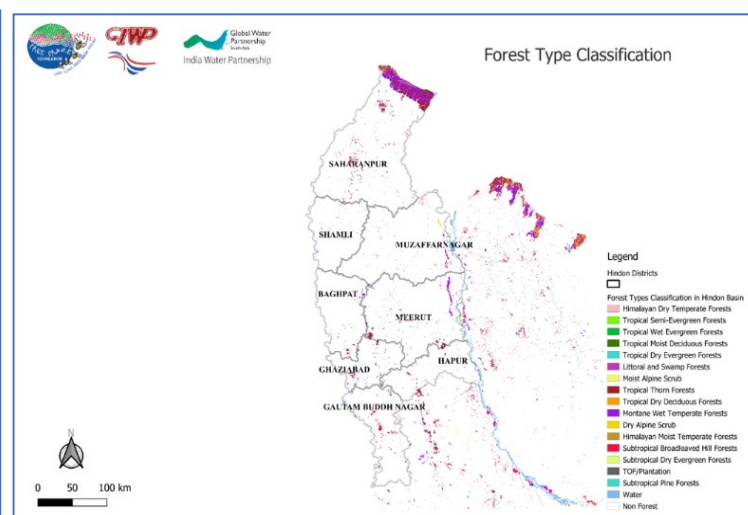 CIWP
Global Water
Partnership
South Asia
India Water Partnership
Forest Type Classification
SAHARANPUR
SHAMLI
MUZAFFARNAGAR
BAGHPAT
MEERUT
GHAZIABAD
HAPUR
GAUTAM BUDDH NAGAR
N
0 50 100 km
Legend
Hindon Districts
Forest Types Classification in Hindon Basin
Himalayan Dry Temperate Forests
Tropical Semi-Evergreen Forests
Tropical Wet Evergreen Forests
Tropical Moist Deciduous Forests
Tropical Dry Evergreen Forests
Littoral and Swamp Forests
Moist Alpine Scrub
Tropical Thorn Forests
Tropical Dry Deciduous Forests
Montane Wet Temperate Forests
Dry Alpine Scrub
Himalayan Moist Temperate Forests
Subtropical Broadleaved Hill Forests
Subtropical Dry Evergreen Forests
TOF/Plantation
Subtropical Pine Forests
Water
Non Forest